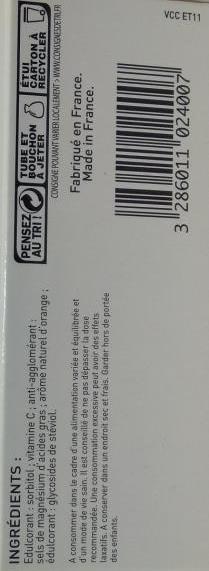 INGRÉDIENTS :
Edulcorant : sorbitol ; vitamine C ; anti-agglomérant :
sels de magnésium d'acides gras ; arôme naturel d'orange ;
édulcorant : glycosides de stéviol.
A consommer dans le cadre d'une alimentation variée et équilibrée et
d'un mode de vie sain. Il est conseillé de ne pas dépasser la dose
recommandée. Une consommation excessive peut avoir des effets
laxatifs. A conserver dans un endroit sec et frais. Garder hors de portée
des enfants.
PENSEZ
AU TRI !
TUBE ET
BOUCHON
À JETER
ÉTUI
CARTON À
RECYCLER
CONSIGNE POUVANT VARIER LOCALEMENT > WWW.CONSIGNESDETRI.FR
Fabriqué en France.
Made in France.
3 286011 024007
VCC ET11